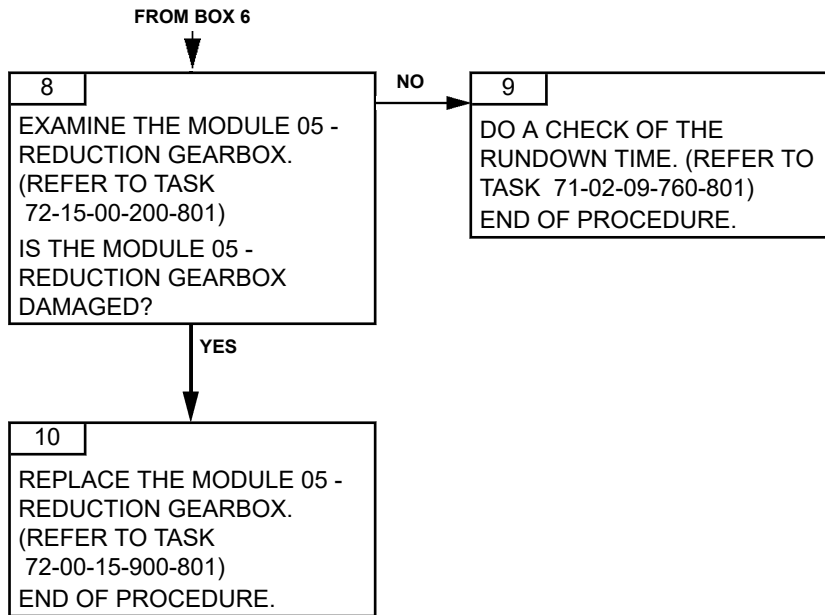 FROM BOX 6
8
EXAMINE THE MODULE 05 -
REDUCTION GEARBOX.
(REFER TO TASK
72-15-00-200-801)
IS THE MODULE 05 -
REDUCTION GEARBOX
DAMAGED?
NO
9
DO A CHECK OF THE
RUNDOWN TIME. (REFER TO
TASK 71-02-09-760-801)
END OF PROCEDURE.
YES
10
REPLACE THE MODULE 05 -
REDUCTION GEARBOX.
(REFER TO TASK
72-00-15-900-801)
END OF PROCEDURE.